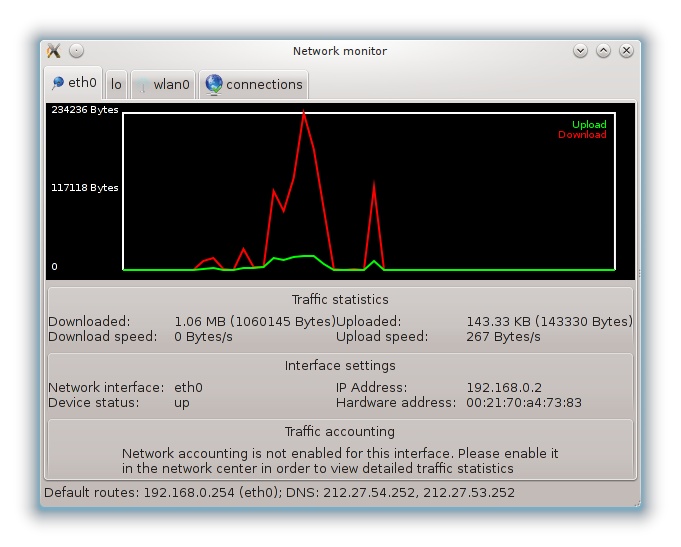 Network monitor
eth0 lo wlan0 connections
234236 Bytes
Upload
Download
117118 Bytes
0
Traffic statistics
Downloaded: 1.06 MB (1060145 Bytes) Uploaded: 143.33 KB (143330 Bytes)
Download speed: 0 Bytes/s Upload speed: 267 Bytes/s
Interface settings
Network interface: eth0 IP Address: 192.168.0.2
Device status: up Hardware address: 00:21:70:a4:73:83
Traffic accounting
Network accounting is not enabled for this interface. Please enable it
in the network center in order to view detailed traffic statistics
Default routes: 192.168.0.254 (eth0); DNS: 212.27.54.252, 212.27.53.252